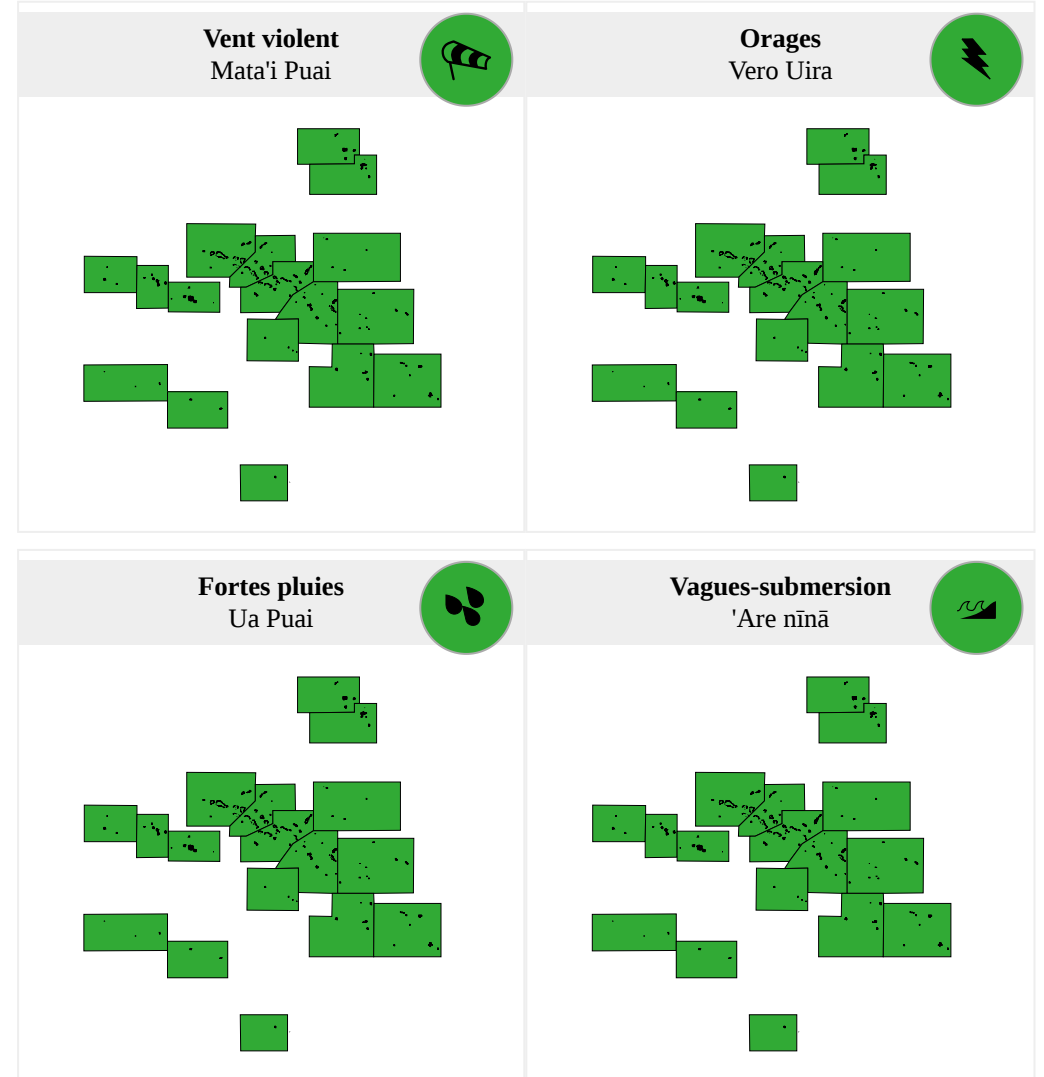 Vent violent
Mata'i Puai
Orages
Vero Uira
Fortes pluies
Ua Puai
Vagues-submersion
'Are nīnā